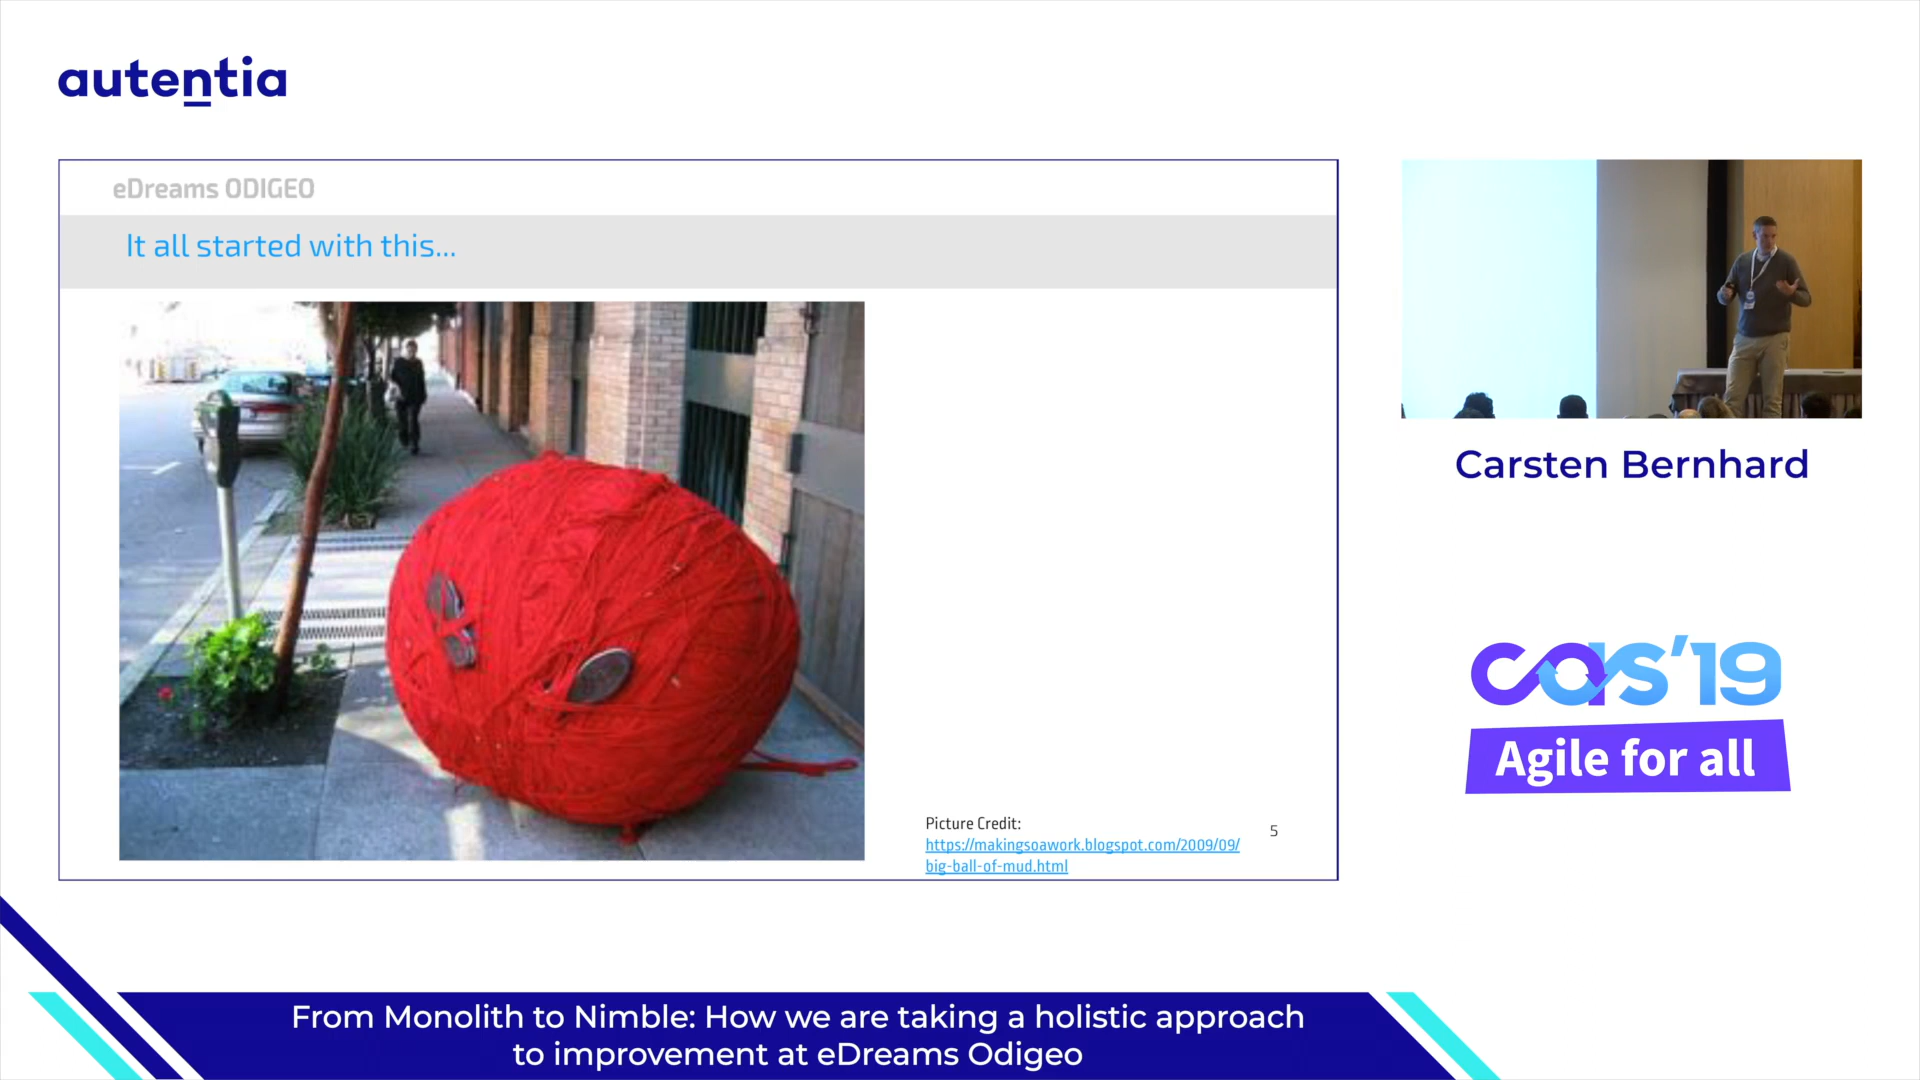 autentia
eDreams ODIGEO
It all started with this...
Picture Credit:
https://makingsoawork.blogspot.com/2009/09/
big-ball-of-mud.html
5
Carsten Bernhard
cas'19
Agile for all
From Monolith to Nimble: How we are taking a holistic approach
to improvement at eDreams Odigeo